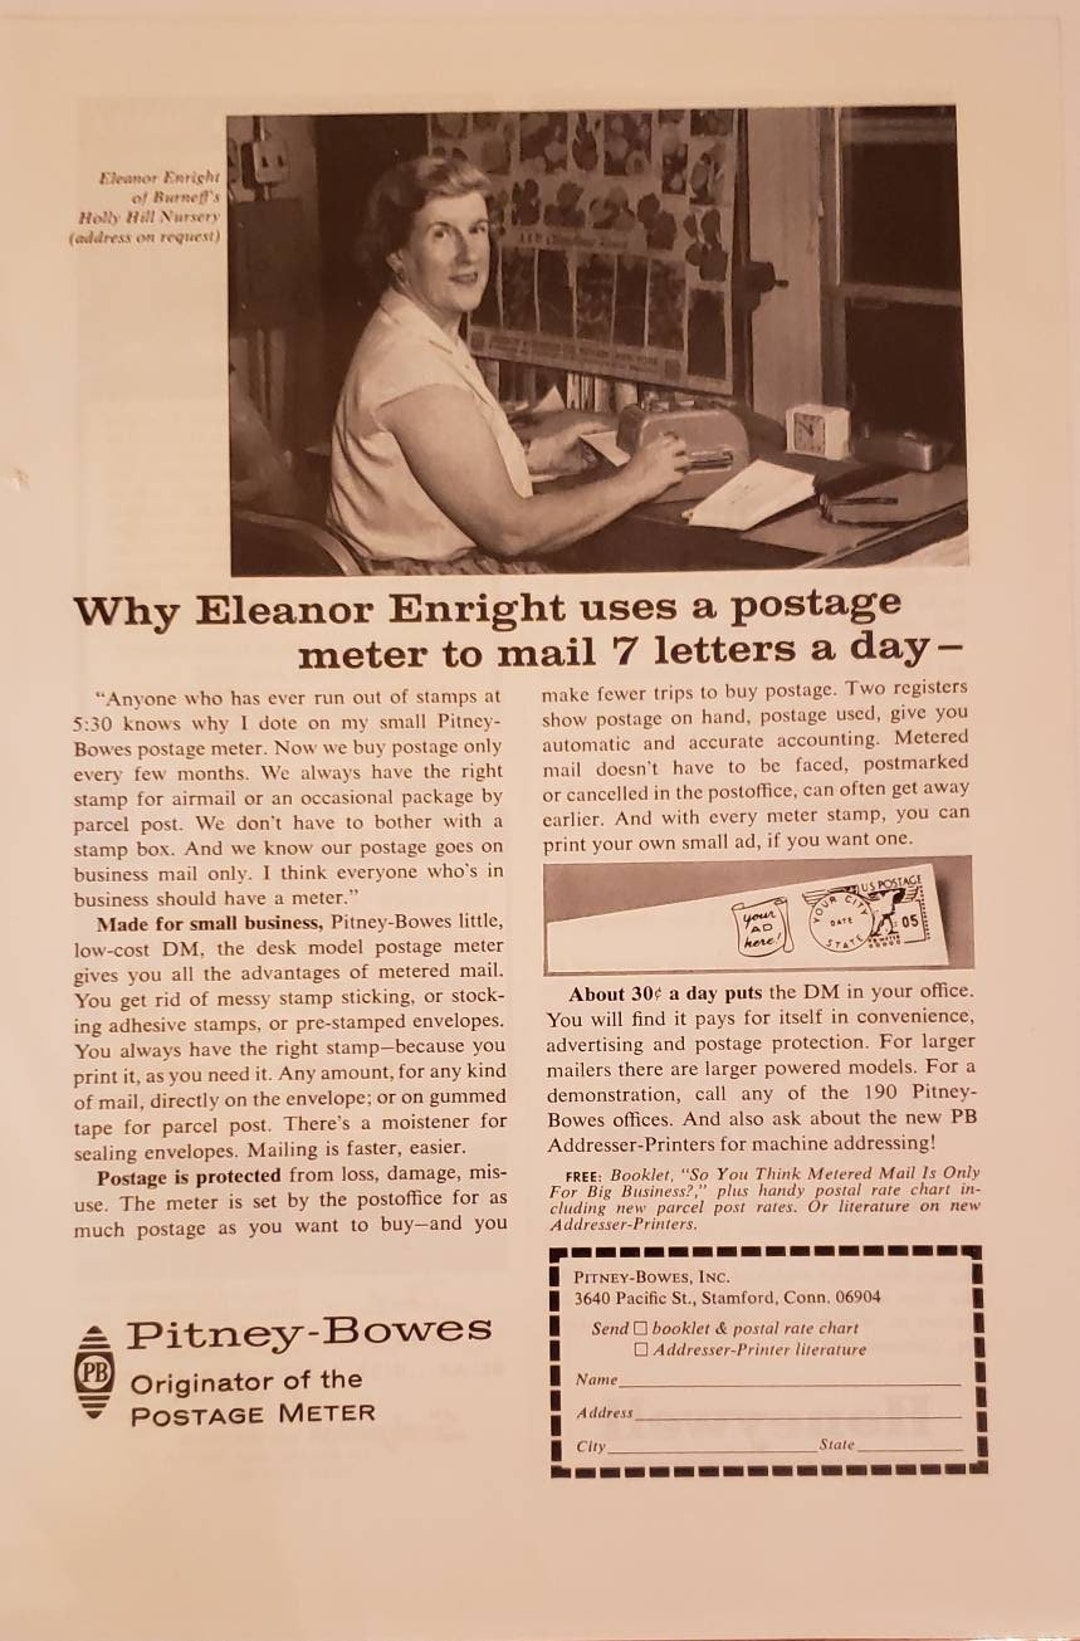 Eleanor Enright
of Burneff's
Holly Hill Nursery
(address on request)
Why Eleanor Enright uses a postage
meter to mail 7 letters a day—
"Anyone who has ever run out of stamps at
5:30 knows why I dote on my small Pitney-
Bowes postage meter. Now we buy postage only
every few months. We always have the right
stamp for airmail or an occasional package by
parcel post. We don't have to bother with a
stamp box. And we know our postage goes on
business mail only. I think everyone who's in
business should have a meter."
Made for small business, Pitney-Bowes little,
low-cost DM, the desk model postage meter
gives you all the advantages of metered mail.
You get rid of messy stamp sticking, or stock-
ing adhesive stamps, or pre-stamped envelopes.
You always have the right stamp—because you
print it, as you need it. Any amount, for any kind
of mail, directly on the envelope; or on gummed
tape for parcel post. There's a moistener for
sealing envelopes. Mailing is faster, easier.
Postage is protected from loss, damage, mis-
use. The meter is set by the postoffice for as
much postage as you want to buy—and you
make fewer trips to buy postage. Two registers
show postage on hand, postage used, give you
automatic and accurate accounting. Metered
mail doesn't have to be faced, postmarked
or cancelled in the postoffice, can often get away
earlier. And with every meter stamp, you can
print your own small ad, if you want one.
your
AD
here!
YOUR CITY
DATE
STATE
US POSTAGE
05
About 30¢ a day puts the DM in your office.
You will find it pays for itself in convenience,
advertising and postage protection. For larger
mailers there are larger powered models. For a
demonstration, call any of the 190 Pitney-
Bowes offices. And also ask about the new PB
Addresser-Printers for machine addressing!
FREE: Booklet, "So You Think Metered Mail Is Only
For Big Business?," plus handy postal rate chart in-
cluding new parcel post rates. Or literature on new
Addresser-Printers.
PB
Pitney-Bowes
Originator of the
POSTAGE METER
PITNEY-BOWES, INC.
3640 Pacific St., Stamford, Conn. 06904
Send □ booklet & postal rate chart
□ Addresser-Printer literature
Name
Address
City State